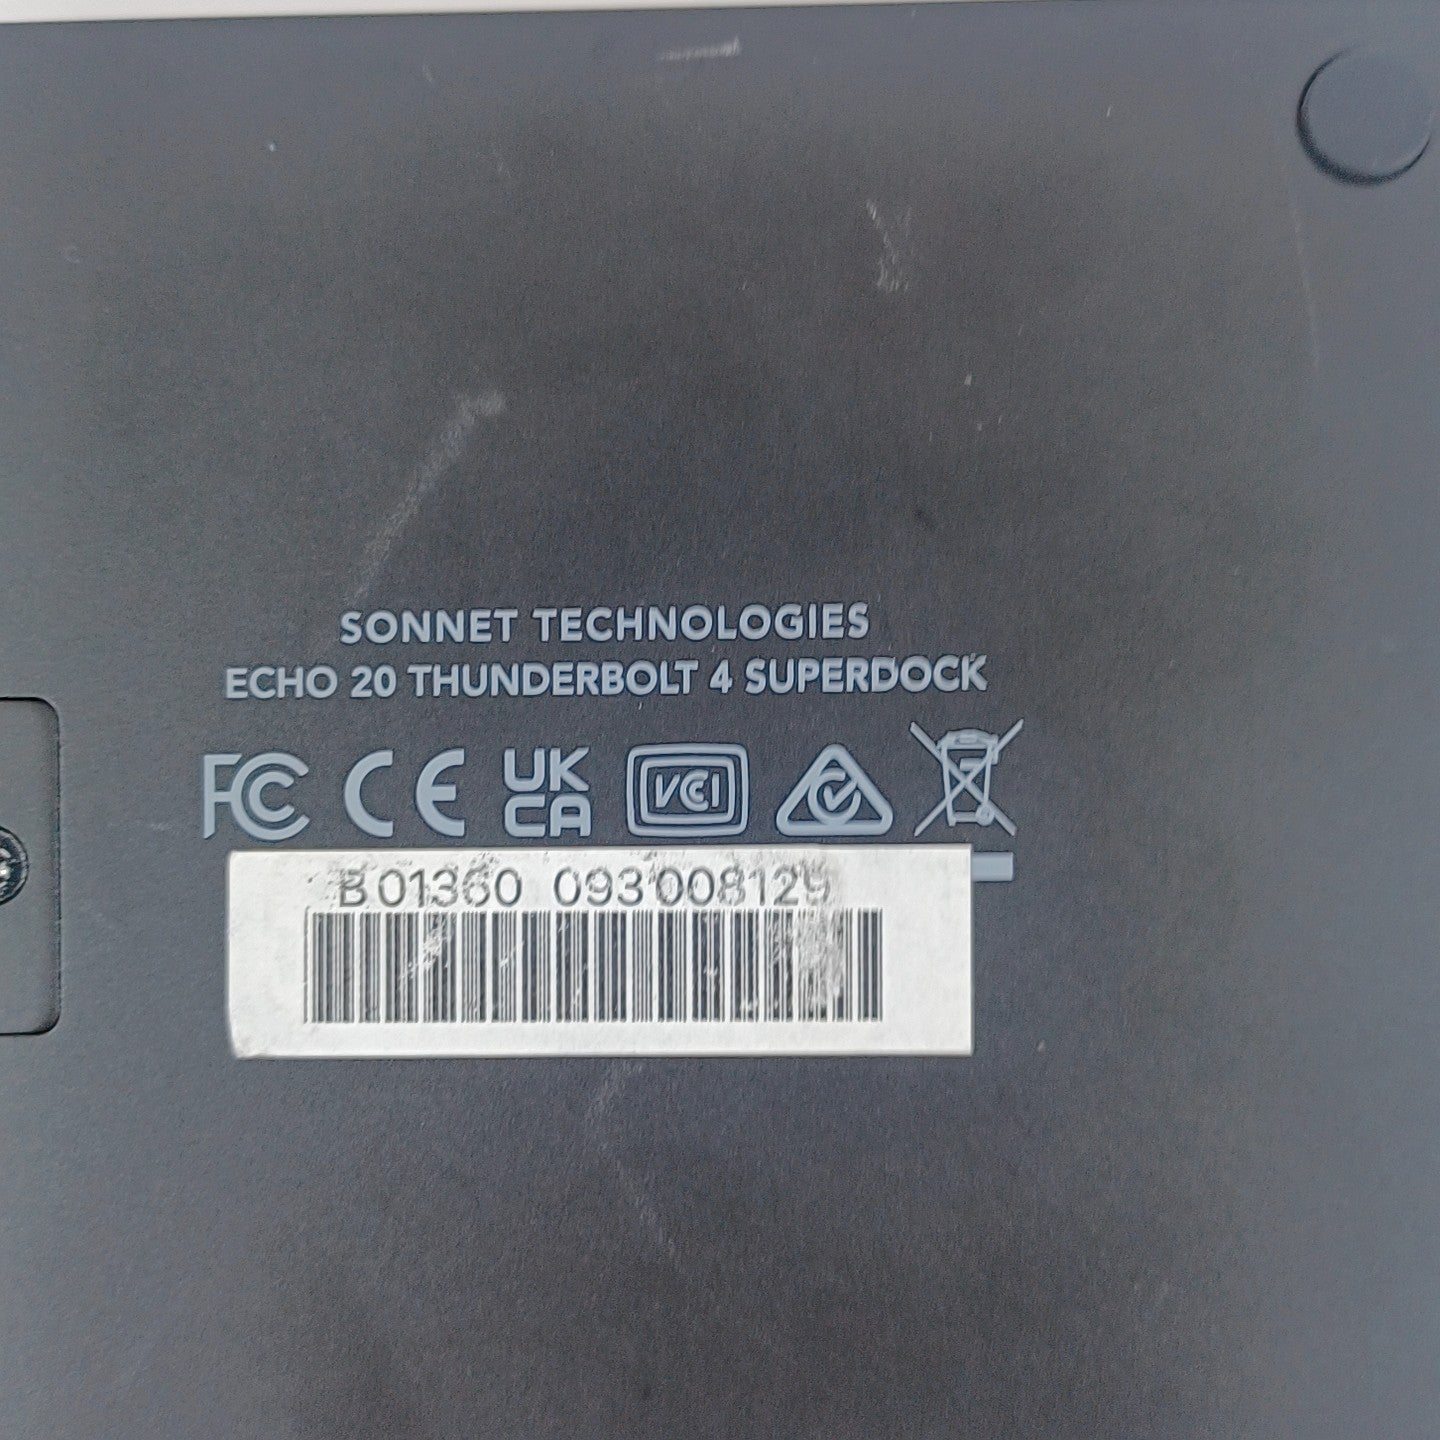 SONNET TECHNOLOGIES
ECHO 20 THUNDERBOLT 4 SUPERDOCK
FC CE UK CA VCI
B01360 093008129